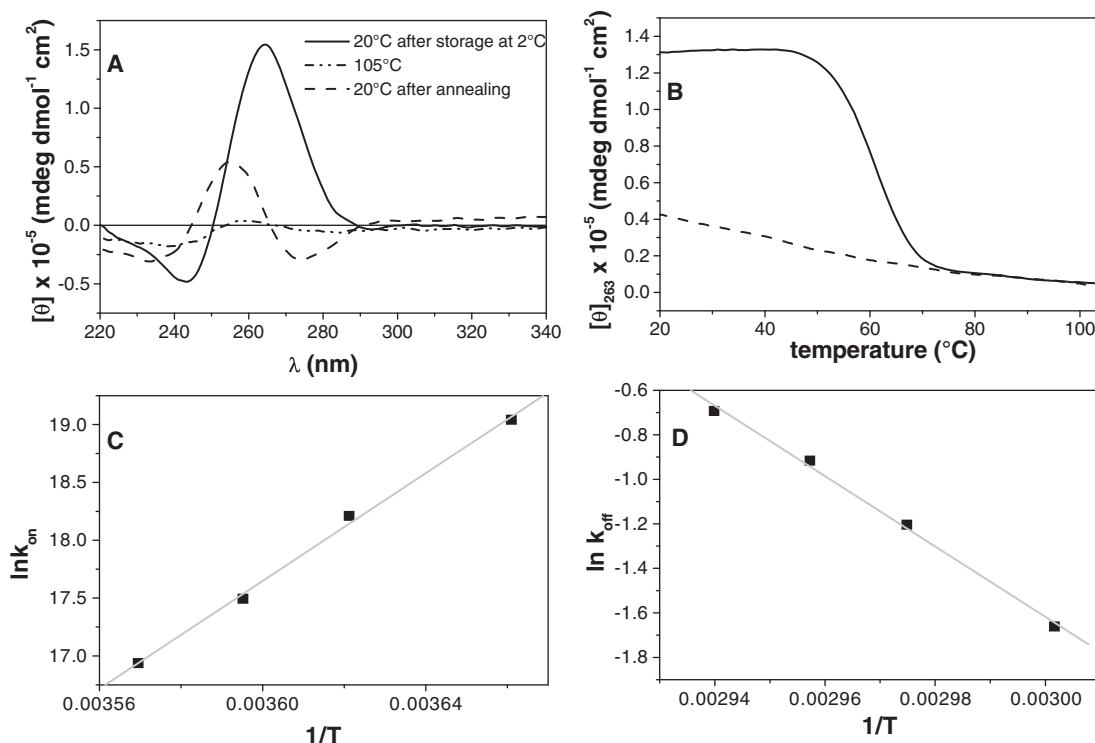 A
1.5
1.0
0.5
0.0
-0.5
[θ] x 10⁻⁵ (mdeg dmol⁻¹ cm²)
20°C after storage at 2°C
105°C
20°C after annealing
220 240 260 280 300 320 340
λ (nm)
B
1.4
1.2
1.0
0.8
0.6
0.4
0.2
0.0
[θ]₂₆₃ x 10⁻⁵ (mdeg dmol⁻¹ cm²)
20 40 60 80 100
temperature (°C)
C
19.0
18.5
18.0
17.5
17.0
lnkₒₙ
0.00356 0.00360 0.00364
1/T
D
-0.6
-0.8
-1.0
-1.2
-1.4
-1.6
-1.8
ln k_off
0.00294 0.00296 0.00298 0.00300
1/T